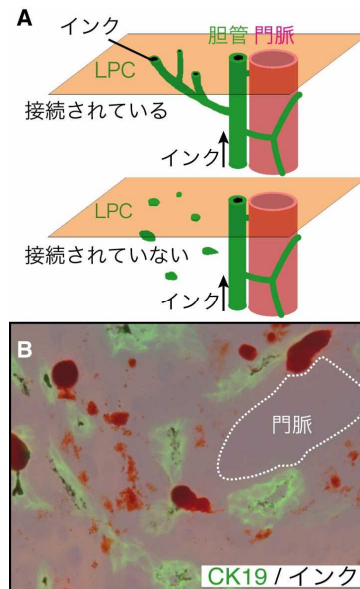 A
インク
胆管 門脈
LPC
接続されている
インク
LPC
接続されていない
インク
B
門脈
CK19 / インク